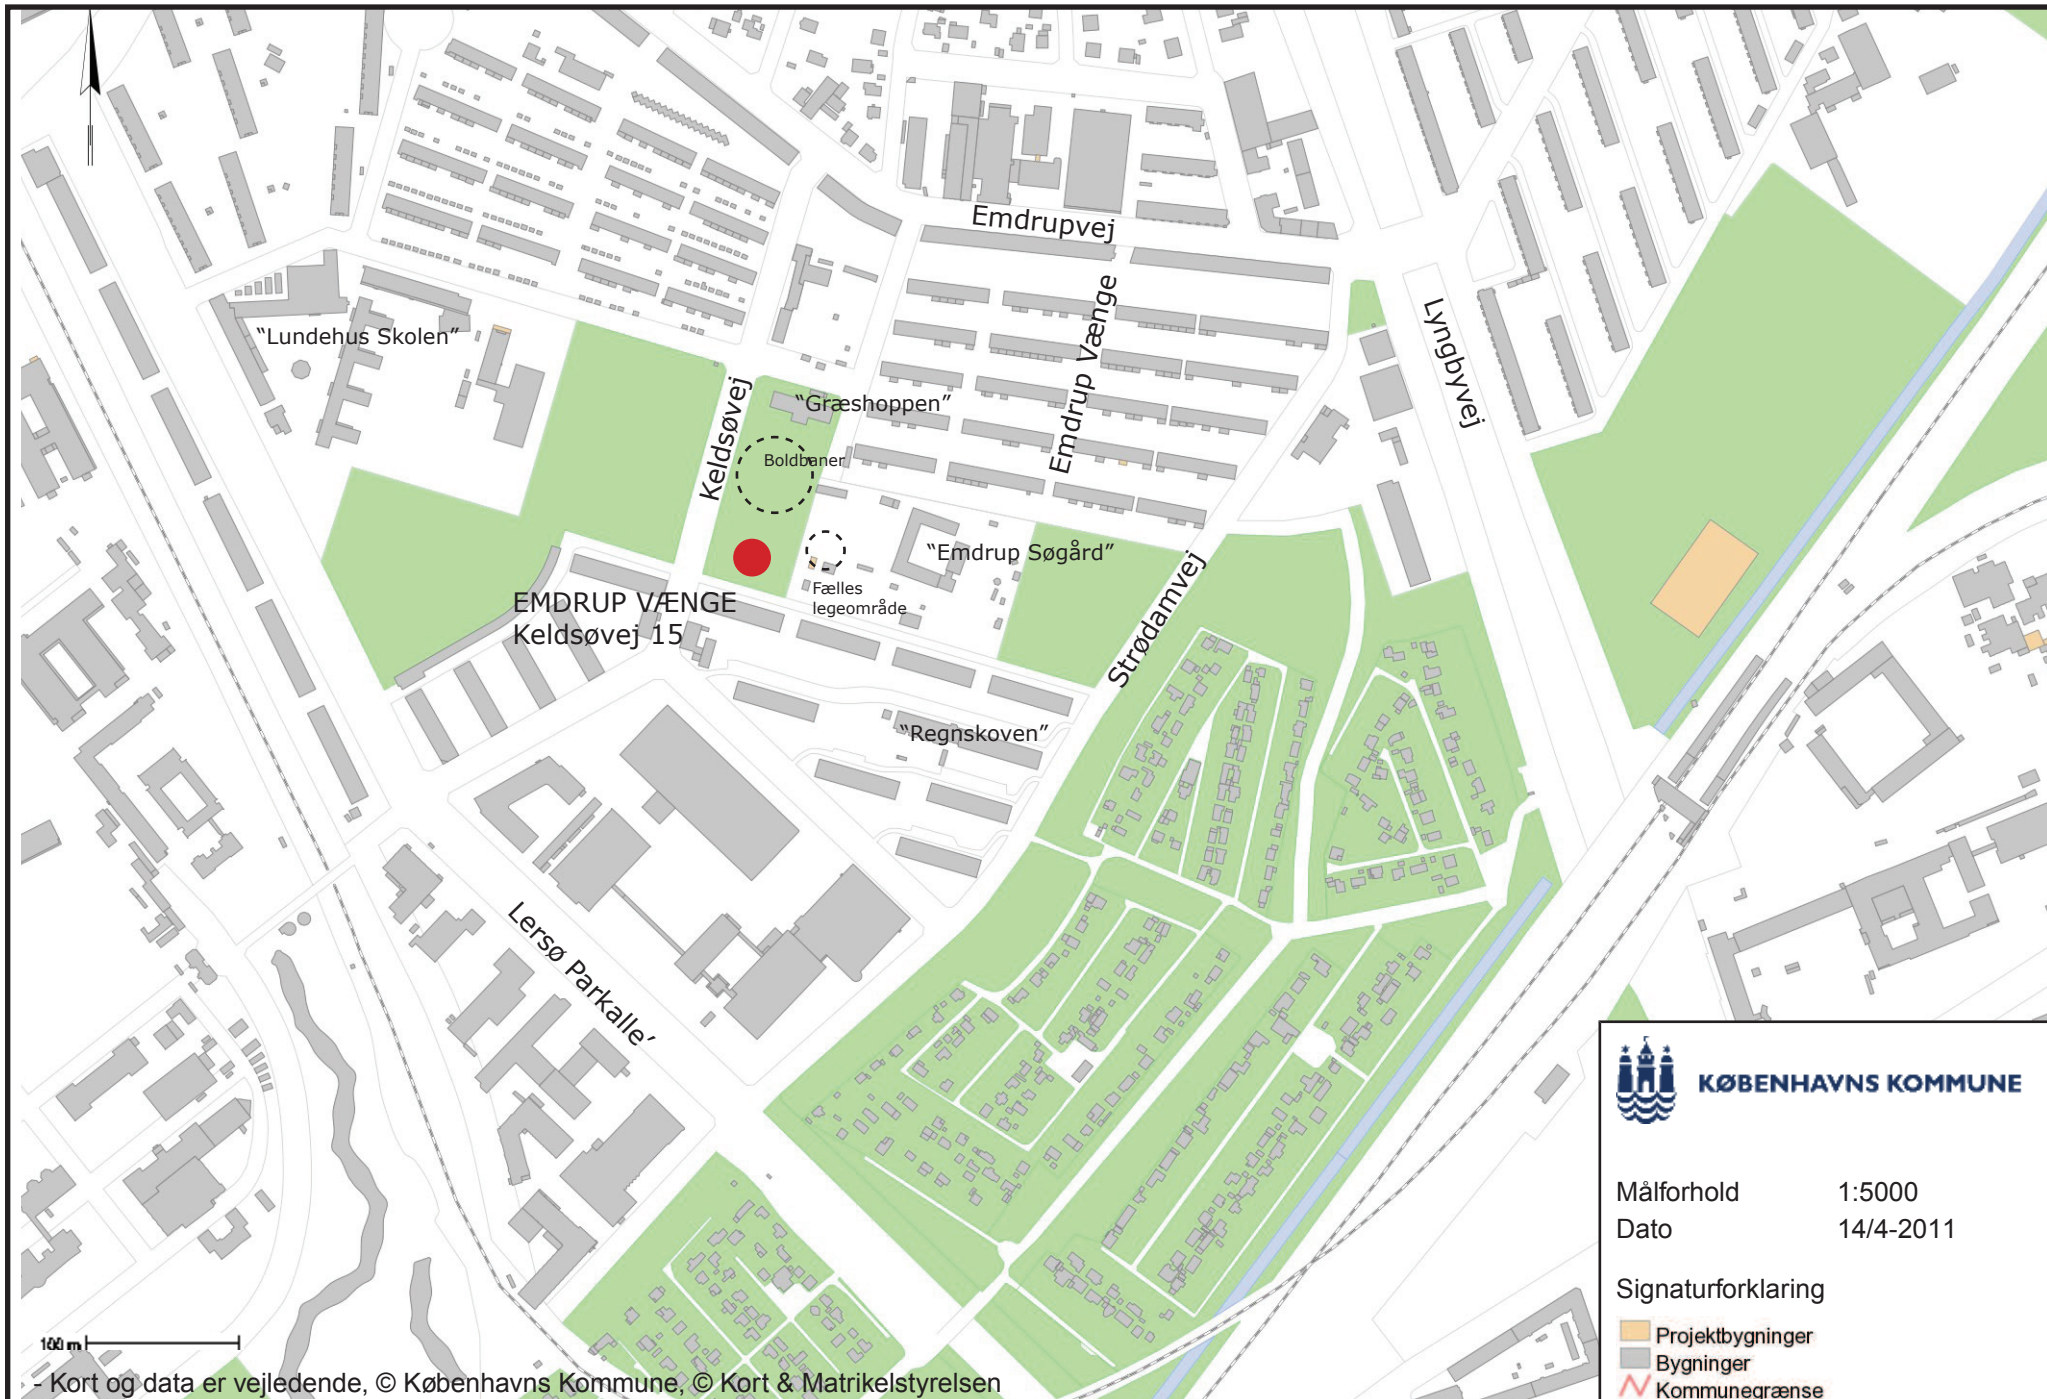 Emdrupvej
Emdrup Vænge
Lyngbyvej
"Lundehus Skolen"
Keldsøvej
"Græshoppen"
Boldbaner
"Emdrup Søgård"
Fælles
legeområde
EMDRUP VÆNGE
Keldsøvej 15
Strødamvej
"Regnskoven"
Lersø Parkalle'
KØBENHAVNS KOMMUNE
Målforhold 1:5000
Dato 14/4-2011
Signaturforklaring
Projektbygninger
Bygninger
Kommunegrænse
100 m
- Kort og data er vejledende, © Københavns Kommune, © Kort & Matrikelstyrelsen